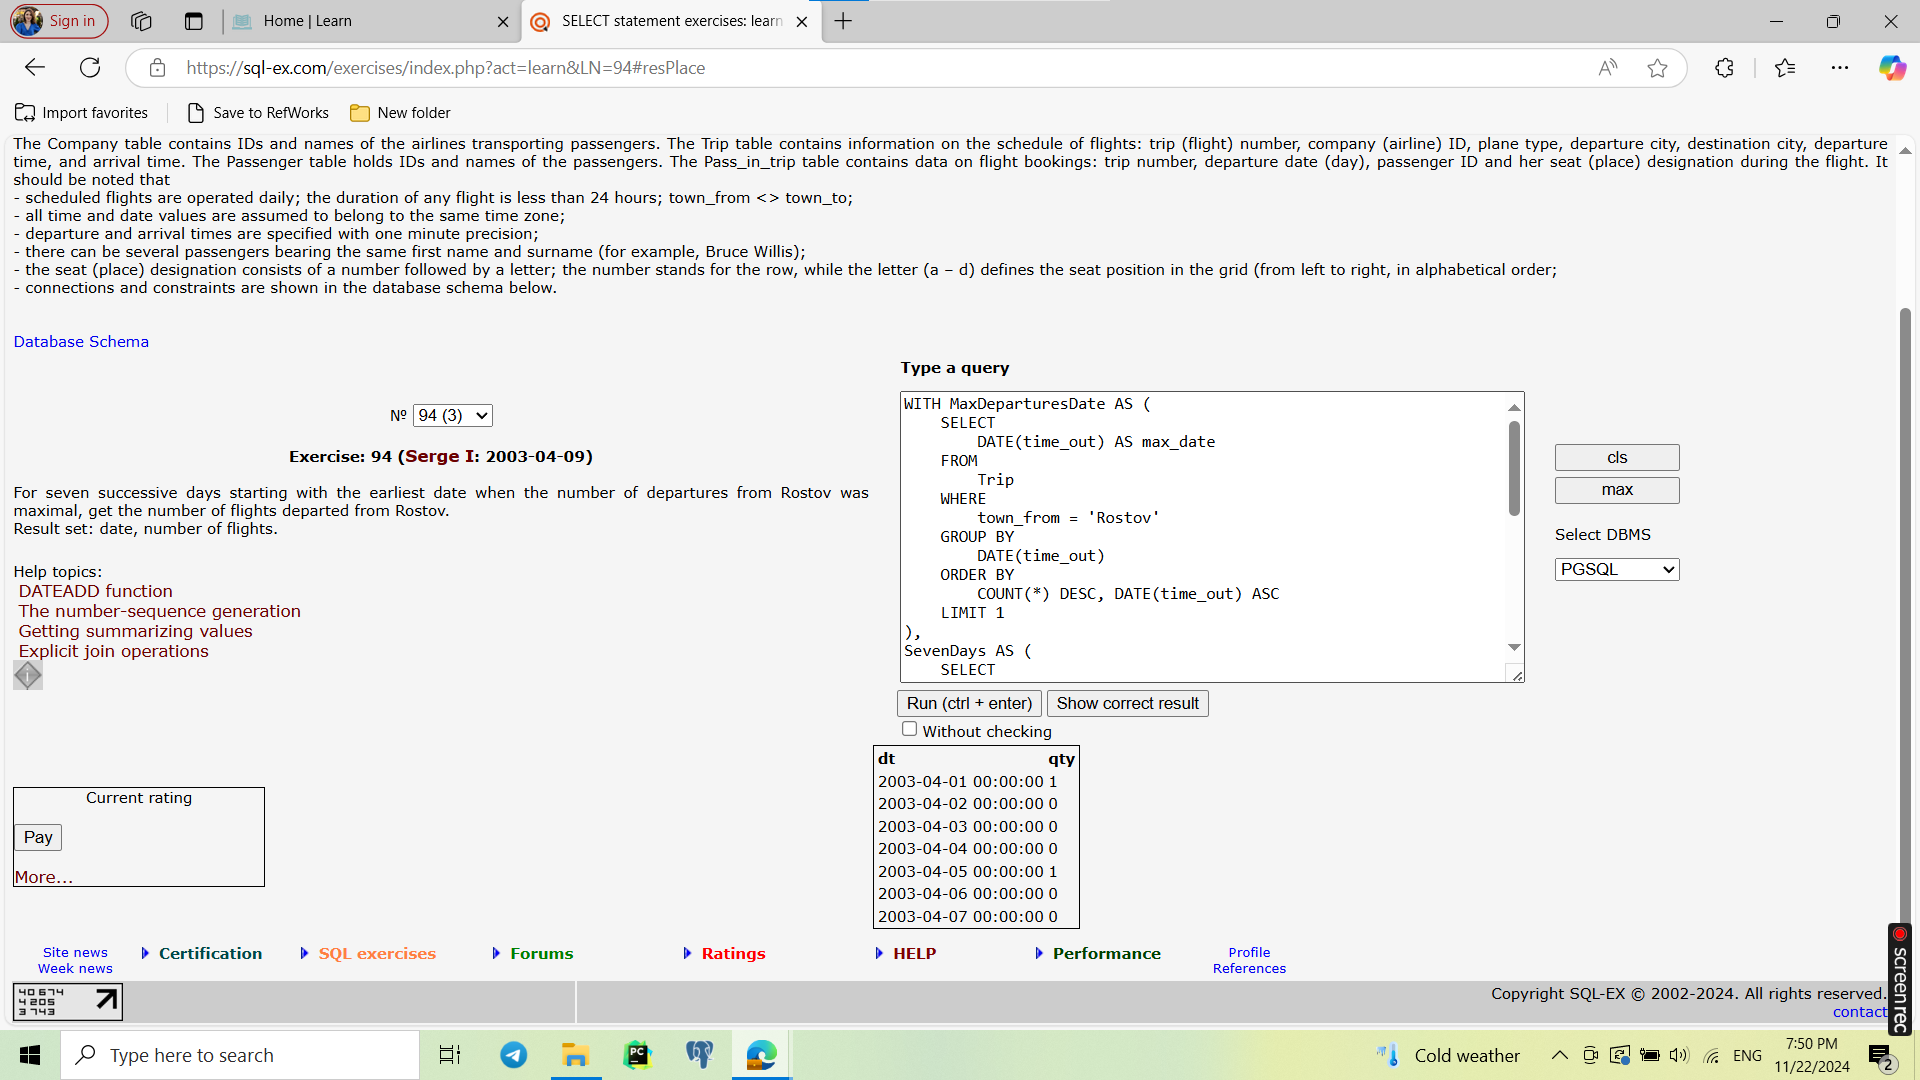 Sign in
Home | Learn
SELECT statement exercises: learn
https://sql-ex.com/exercises/index.php?act=learn&LN=94#resPlace
Import favorites
Save to RefWorks
New folder
The Company table contains IDs and names of the airlines transporting passengers. The Trip table contains information on the schedule of flights: trip (flight) number, company (airline) ID, plane type, departure city, destination city, departure
time, and arrival time. The Passenger table holds IDs and names of the passengers. The Pass_in_trip table contains data on flight bookings: trip number, departure date (day), passenger ID and her seat (place) designation during the flight. It
should be noted that
- scheduled flights are operated daily; the duration of any flight is less than 24 hours; town_from <> town_to;
- all time and date values are assumed to belong to the same time zone;
- departure and arrival times are specified with one minute precision;
- there can be several passengers bearing the same first name and surname (for example, Bruce Willis);
- the seat (place) designation consists of a number followed by a letter; the number stands for the row, while the letter (a – d) defines the seat position in the grid (from left to right, in alphabetical order;
- connections and constraints are shown in the database schema below.
Database Schema
Nº 94 (3)
Exercise: 94 (Serge I: 2003-04-09)
For seven successive days starting with the earliest date when the number of departures from Rostov was
maximal, get the number of flights departed from Rostov.
Result set: date, number of flights.
Help topics:
DATEADD function
The number-sequence generation
Getting summarizing values
Explicit join operations
Current rating
Pay
More...
Type a query
WITH MaxDeparturesDate AS (
SELECT
DATE(time_out) AS max_date
FROM
Trip
WHERE
town_from = 'Rostov'
GROUP BY
DATE(time_out)
ORDER BY
COUNT(*) DESC, DATE(time_out) ASC
LIMIT 1
),
SevenDays AS (
SELECT
cls
max
Select DBMS
PGSQL
Run (ctrl + enter)
Show correct result
Without checking
dt qty
2003-04-01 00:00:00 1
2003-04-02 00:00:00 0
2003-04-03 00:00:00 0
2003-04-04 00:00:00 0
2003-04-05 00:00:00 1
2003-04-06 00:00:00 0
2003-04-07 00:00:00 0
Site news
Week news
Certification
SQL exercises
Forums
Ratings
HELP
Performance
Profile
References
40 674
4 205
3 743
Copyright SQL-EX © 2002-2024. All rights reserved.
contact
screenrec
Type here to search
PC
Cold weather
ENG
7:50 PM
11/22/2024
2